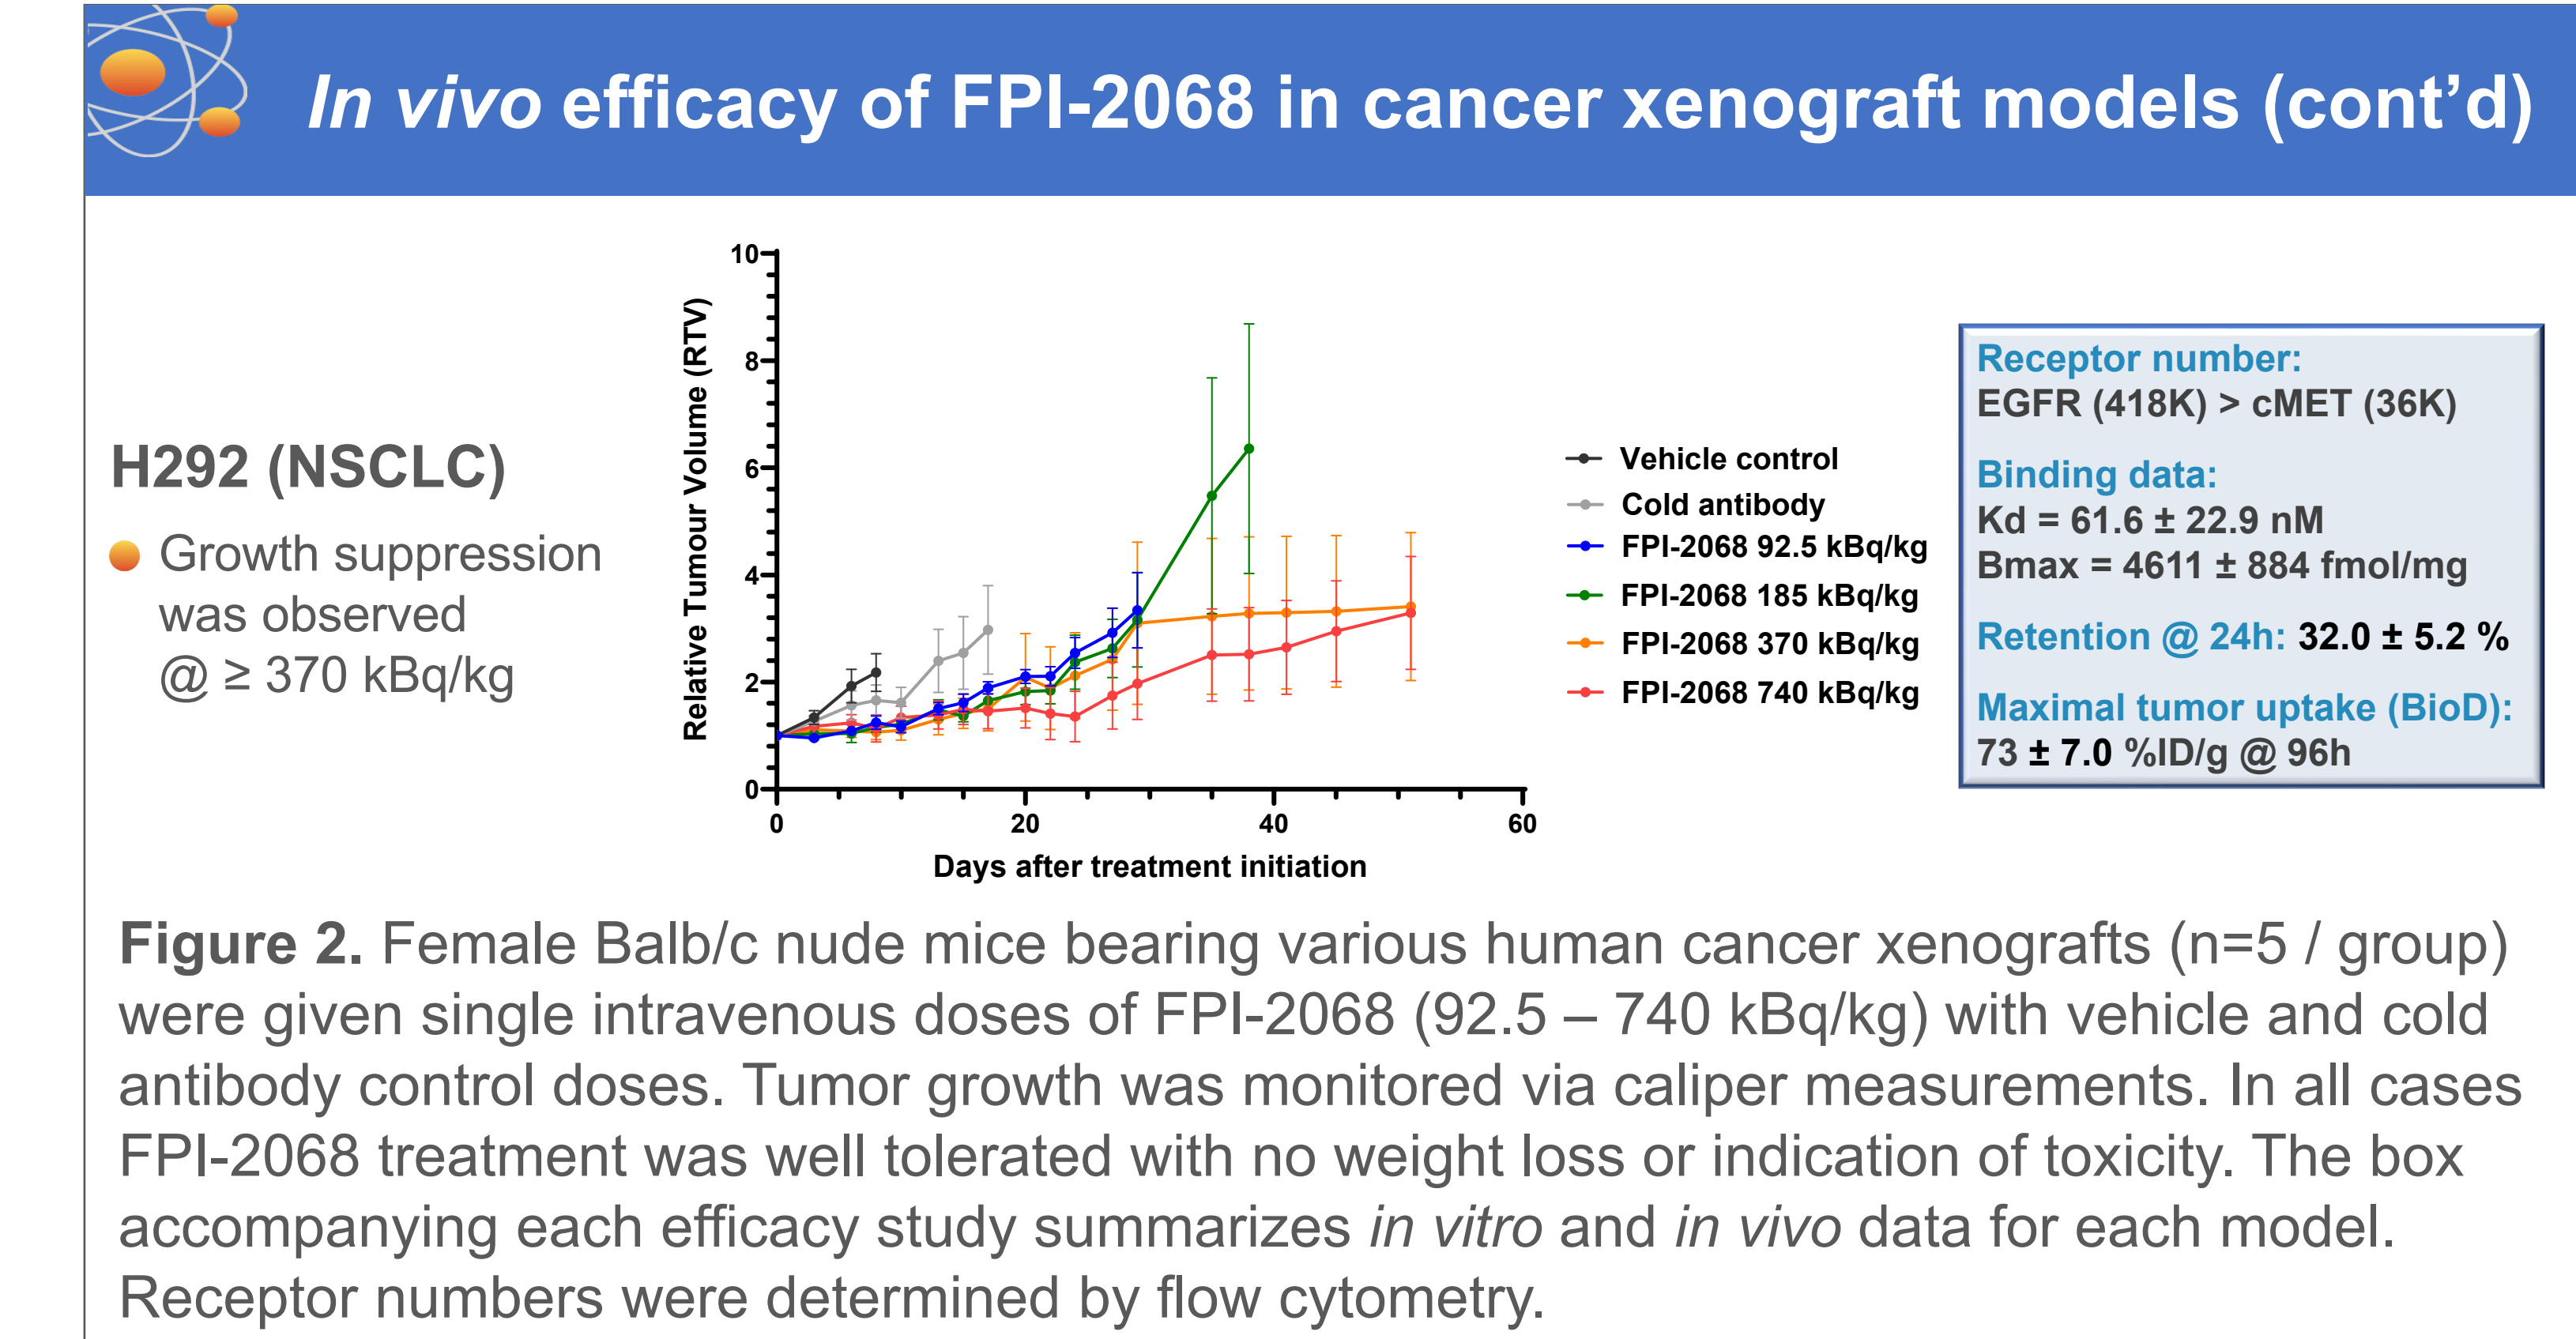 In vivo efficacy of FPI-2068 in cancer xenograft models (cont’d)
H292 (NSCLC)
Growth suppression
was observed
@ ≥ 370 kBq/kg
Relative Tumour Volume (RTV)
10
8
6
4
2
0
0
20
40
60
Days after treatment initiation
Vehicle control
Cold antibody
FPI-2068 92.5 kBq/kg
FPI-2068 185 kBq/kg
FPI-2068 370 kBq/kg
FPI-2068 740 kBq/kg
Receptor number:
EGFR (418K) > cMET (36K)
Binding data:
Kd = 61.6 ± 22.9 nM
Bmax = 4611 ± 884 fmol/mg
Retention @ 24h: 32.0 ± 5.2 %
Maximal tumor uptake (BioD):
73 ± 7.0 %ID/g @ 96h
Figure 2. Female Balb/c nude mice bearing various human cancer xenografts (n=5 / group)
were given single intravenous doses of FPI-2068 (92.5 – 740 kBq/kg) with vehicle and cold
antibody control doses. Tumor growth was monitored via caliper measurements. In all cases
FPI-2068 treatment was well tolerated with no weight loss or indication of toxicity. The box
accompanying each efficacy study summarizes in vitro and in vivo data for each model.
Receptor numbers were determined by flow cytometry.